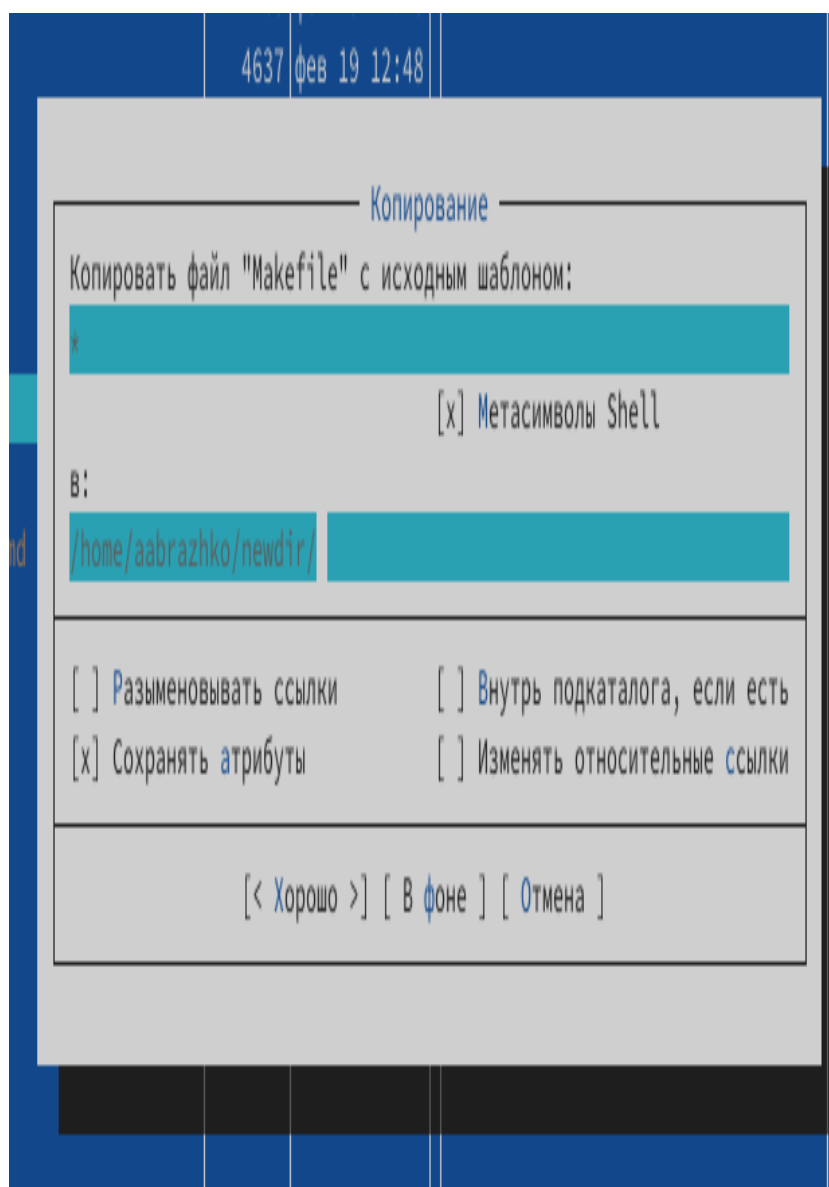 4637 фев 19 12:48
Копирование
Копировать файл "Makefile" с исходным шаблоном:
*
[x] Метасимволы Shell
в:
nd /home/aabrazhko/newdir/
[ ] Разыменовывать ссылки [ ] Внутрь подкаталога, если есть
[x] Сохранять атрибуты [ ] Изменять относительные ссылки
[< Хорошо >] [ В фоне ] [ Отмена ]